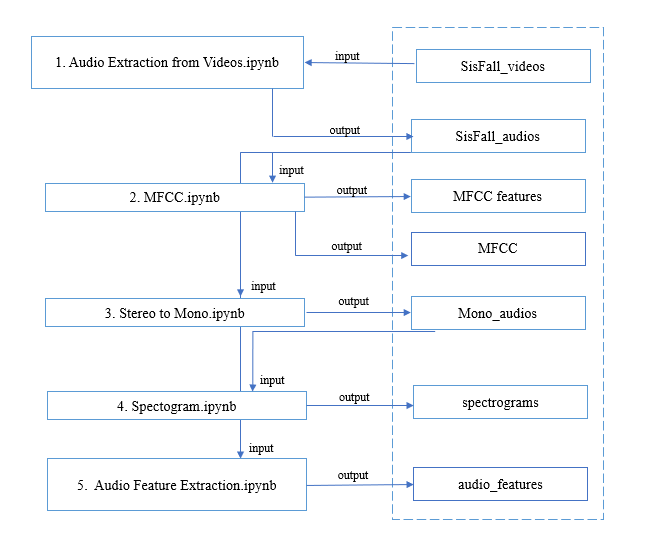 input
1. Audio Extraction from Videos.ipynb
SisFall_videos
output
SisFall_audios
input
2. MFCC.ipynb
output
MFCC features
output
MFCC
input
3. Stereo to Mono.ipynb
output
Mono_audios
input
4. Spectogram.ipynb
output
spectrograms
input
5. Audio Feature Extraction.ipynb
output
audio_features